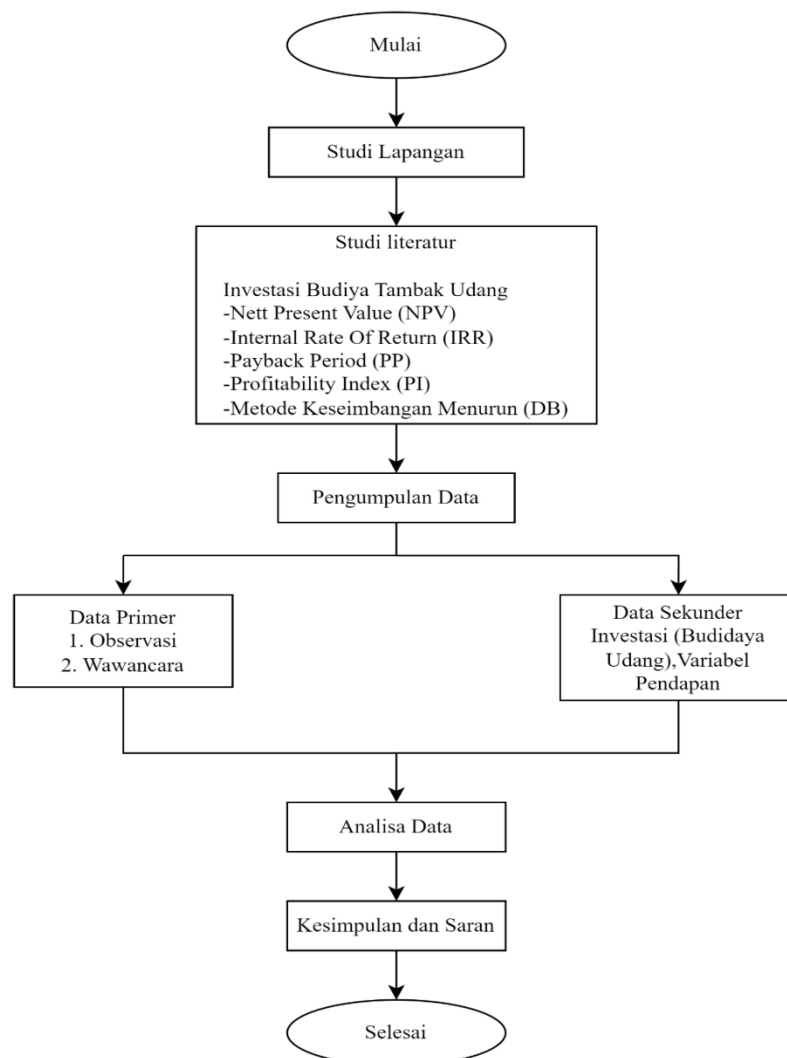 Mulai
Studi Lapangan
Studi literatur
Investasi Budiya Tambak Udang
-Nett Present Value (NPV)
-Internal Rate Of Return (IRR)
-Payback Period (PP)
-Profitability Index (PI)
-Metode Keseimbangan Menurun (DB)
Pengumpulan Data
Data Primer
1. Observasi
2. Wawancara
Data Sekunder
Investasi (Budidaya
Udang),Variabel
Pendapan
Analisa Data
Kesimpulan dan Saran
Selesai